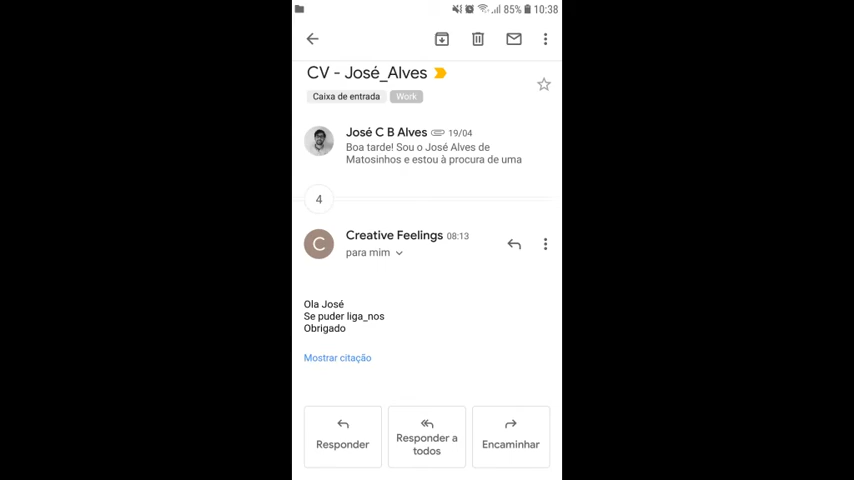 85% 10:38
CV - José_Alves
Caixa de entrada Work
José C B Alves 19/04
Boa tarde! Sou o José Alves de
Matosinhos e estou à procura de uma
4
C Creative Feelings 08:13
para mim
Ola José
Se puder liga_nos
Obrigado
Mostrar citação
Responder
Responder a
todos
Encaminhar